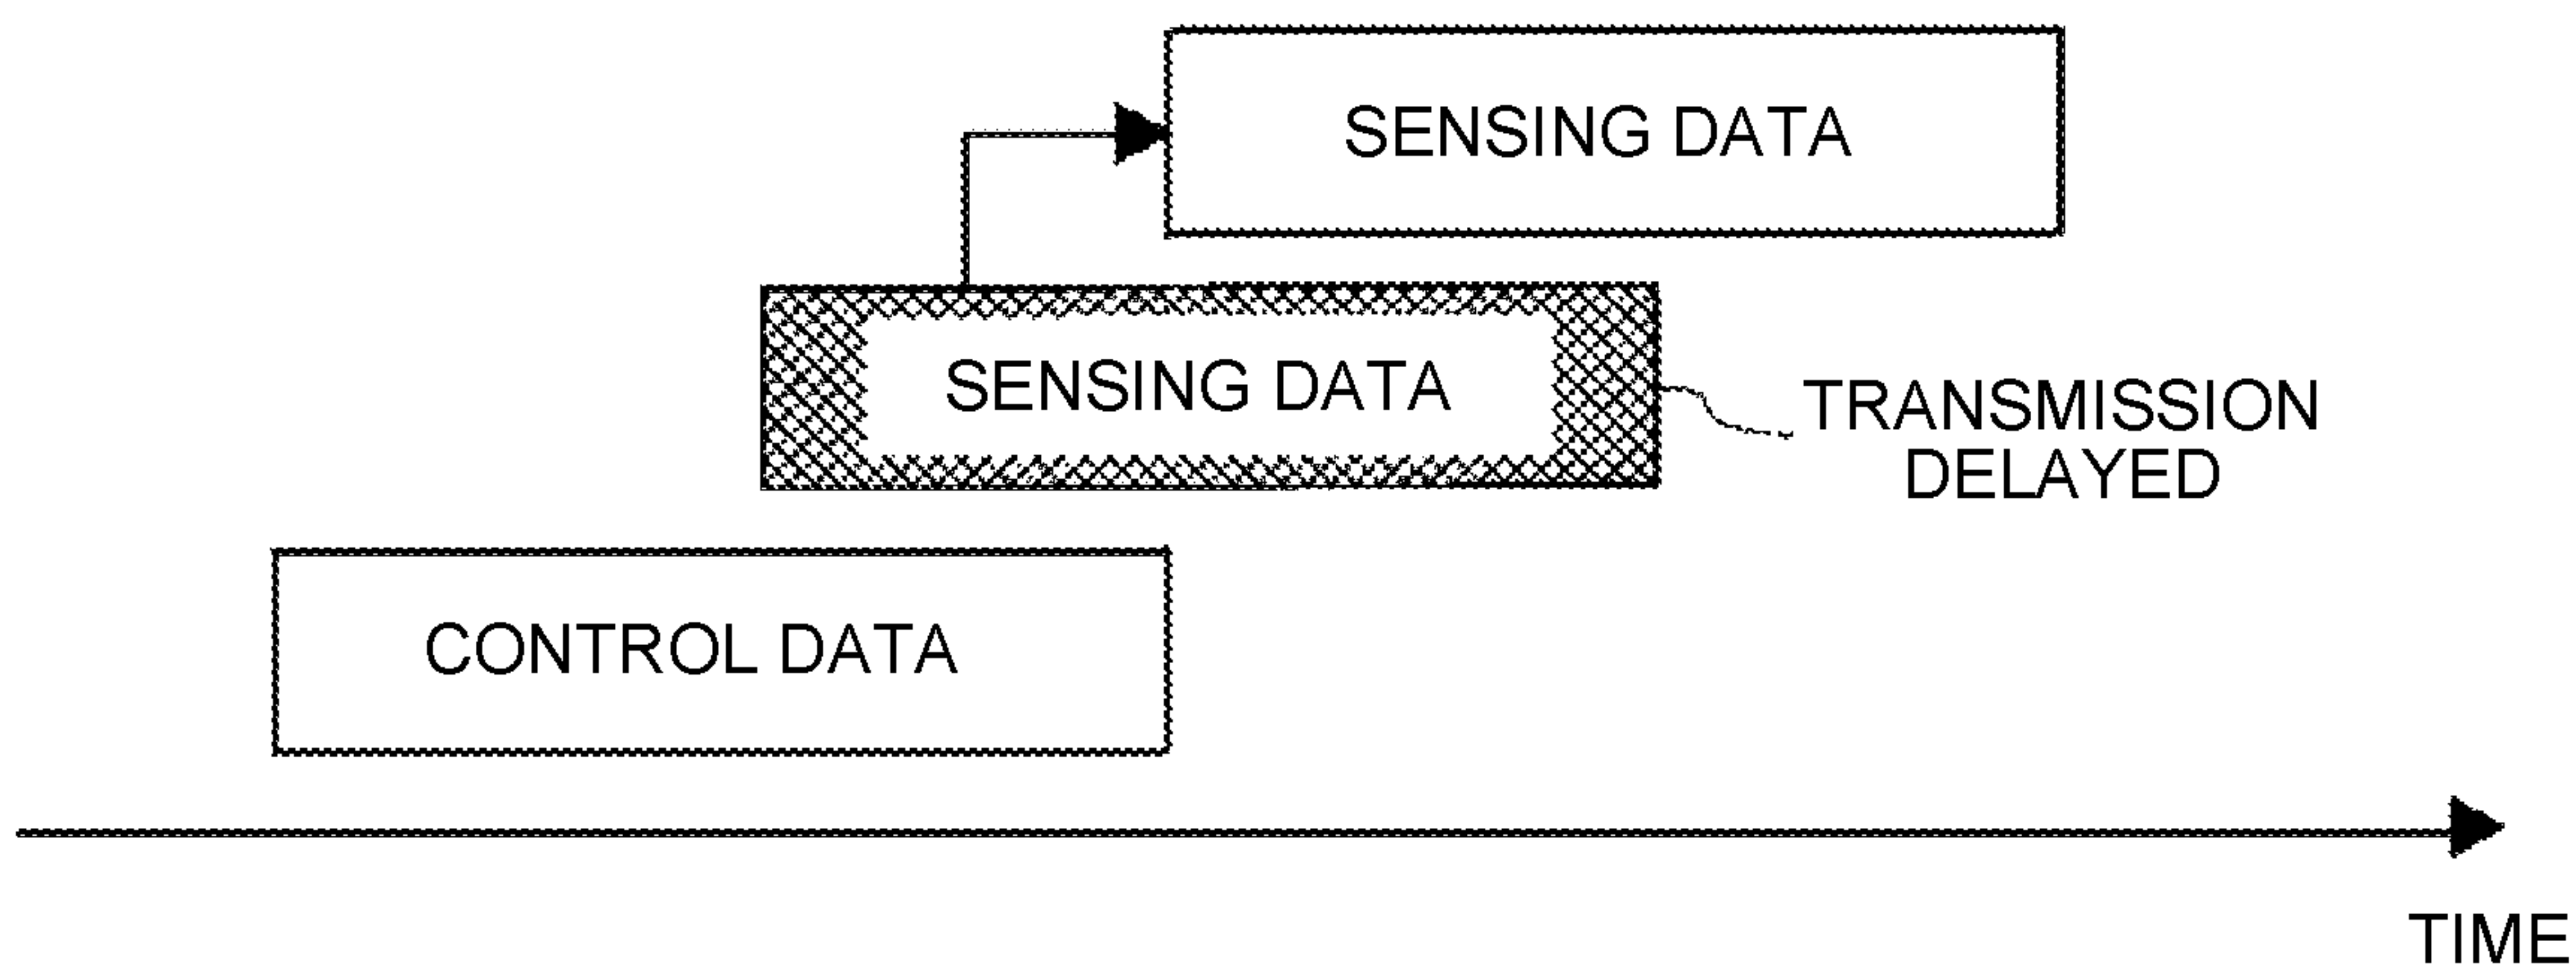 SENSING DATA
SENSING DATA
TRANSMISSION
DELAYED
CONTROL DATA
TIME